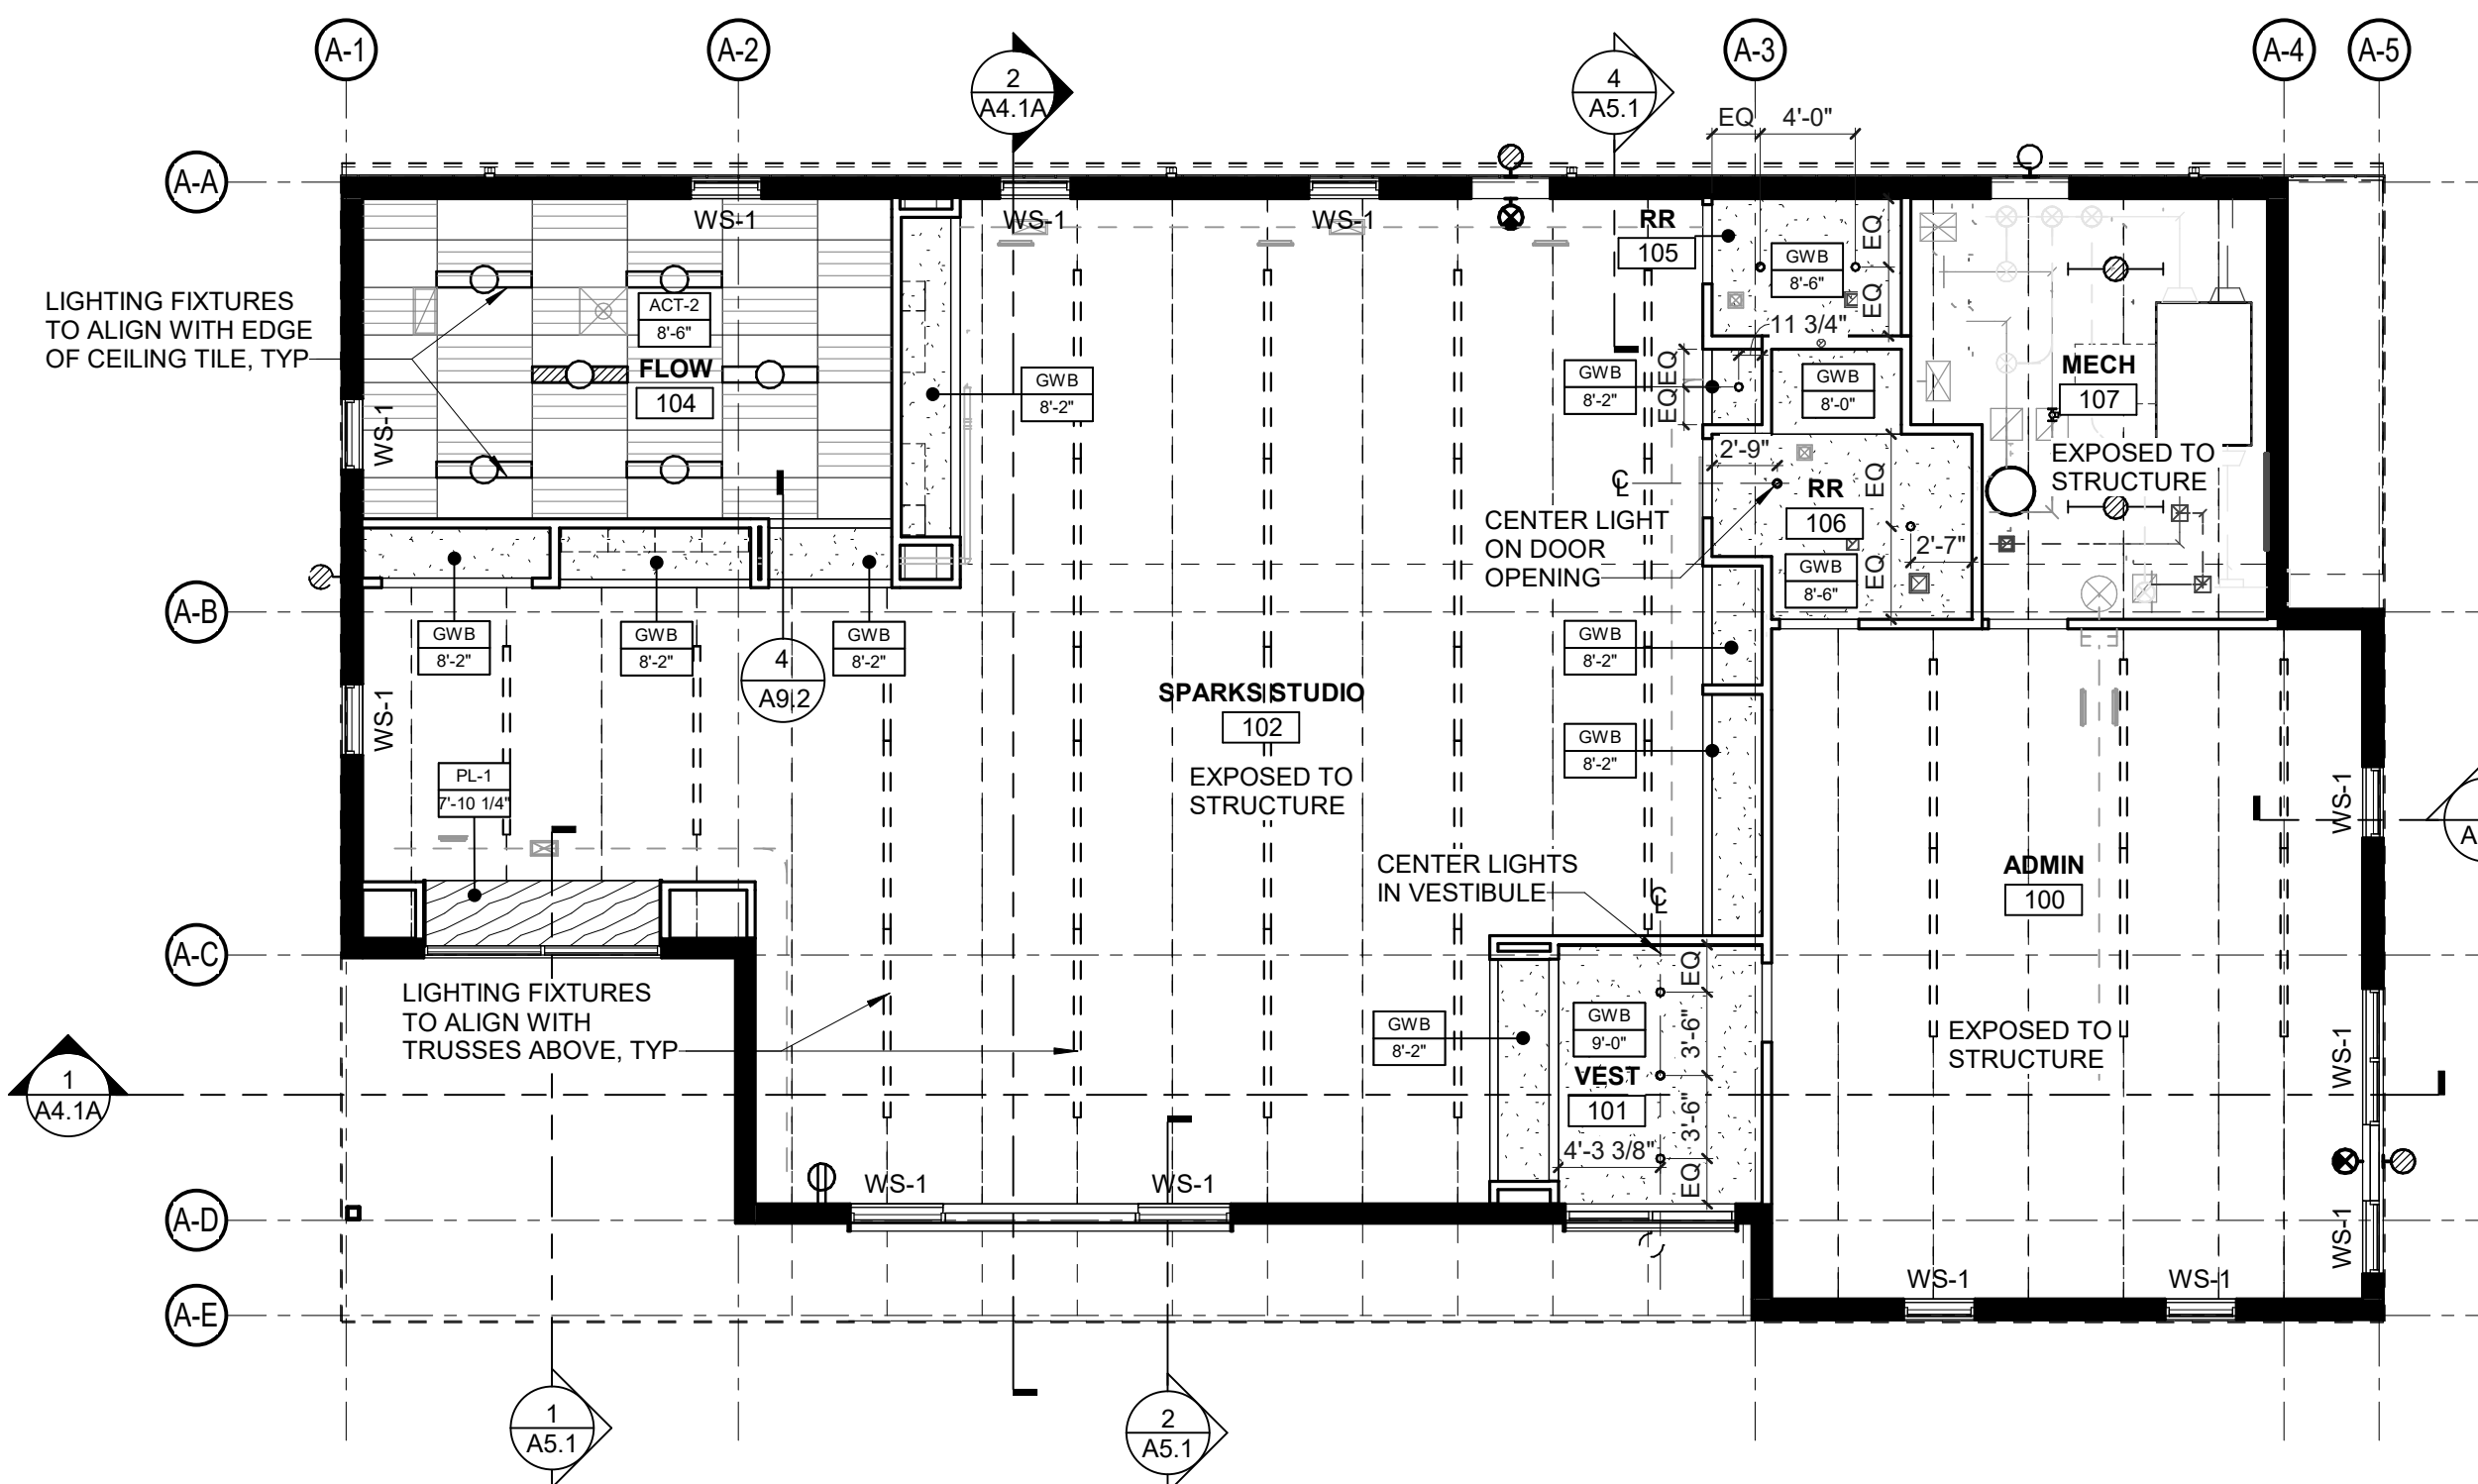 A-1
A-2
A-3
A-4
A-5
2
A4.1A
4
A5.1
EQ
4'-0"
A-A
WS-1
WS-1
WS-1
RR
105
EQ
GWB
8'-6"
EQ
LIGHTING FIXTURES
TO ALIGN WITH EDGE
OF CEILING TILE, TYP
ACT-2
8'-6"
FLOW
104
11 3/4"
GWB
8'-2"
GWB
8'-2"
EQ
EQ
GWB
8'-0"
MECH
107
EXPOSED TO
STRUCTURE
WS-1
2'-9"
CL
RR
106
EQ
CENTER LIGHT
ON DOOR
OPENING
2'-7"
GWB
8'-6"
EQ
A-B
GWB
8'-2"
GWB
8'-2"
GWB
8'-2"
GWB
8'-2"
4
A9.2
WS-1
SPARKS STUDIO
102
EXPOSED TO
STRUCTURE
GWB
8'-2"
PL-1
7'-10 1/4"
WS-1
A
CENTER LIGHTS
IN VESTIBULE
CL
ADMIN
100
A-C
LIGHTING FIXTURES
TO ALIGN WITH
TRUSSES ABOVE, TYP
EQ
GWB
8'-2"
GWB
9'-0"
3'-6"
VEST
101
3'-6"
4'-3 3/8"
EQ
EXPOSED TO
STRUCTURE
WS-1
1
A4.1A
WS-1
WS-1
WS-1
A-D
WS-1
WS-1
A-E
1
A5.1
2
A5.1